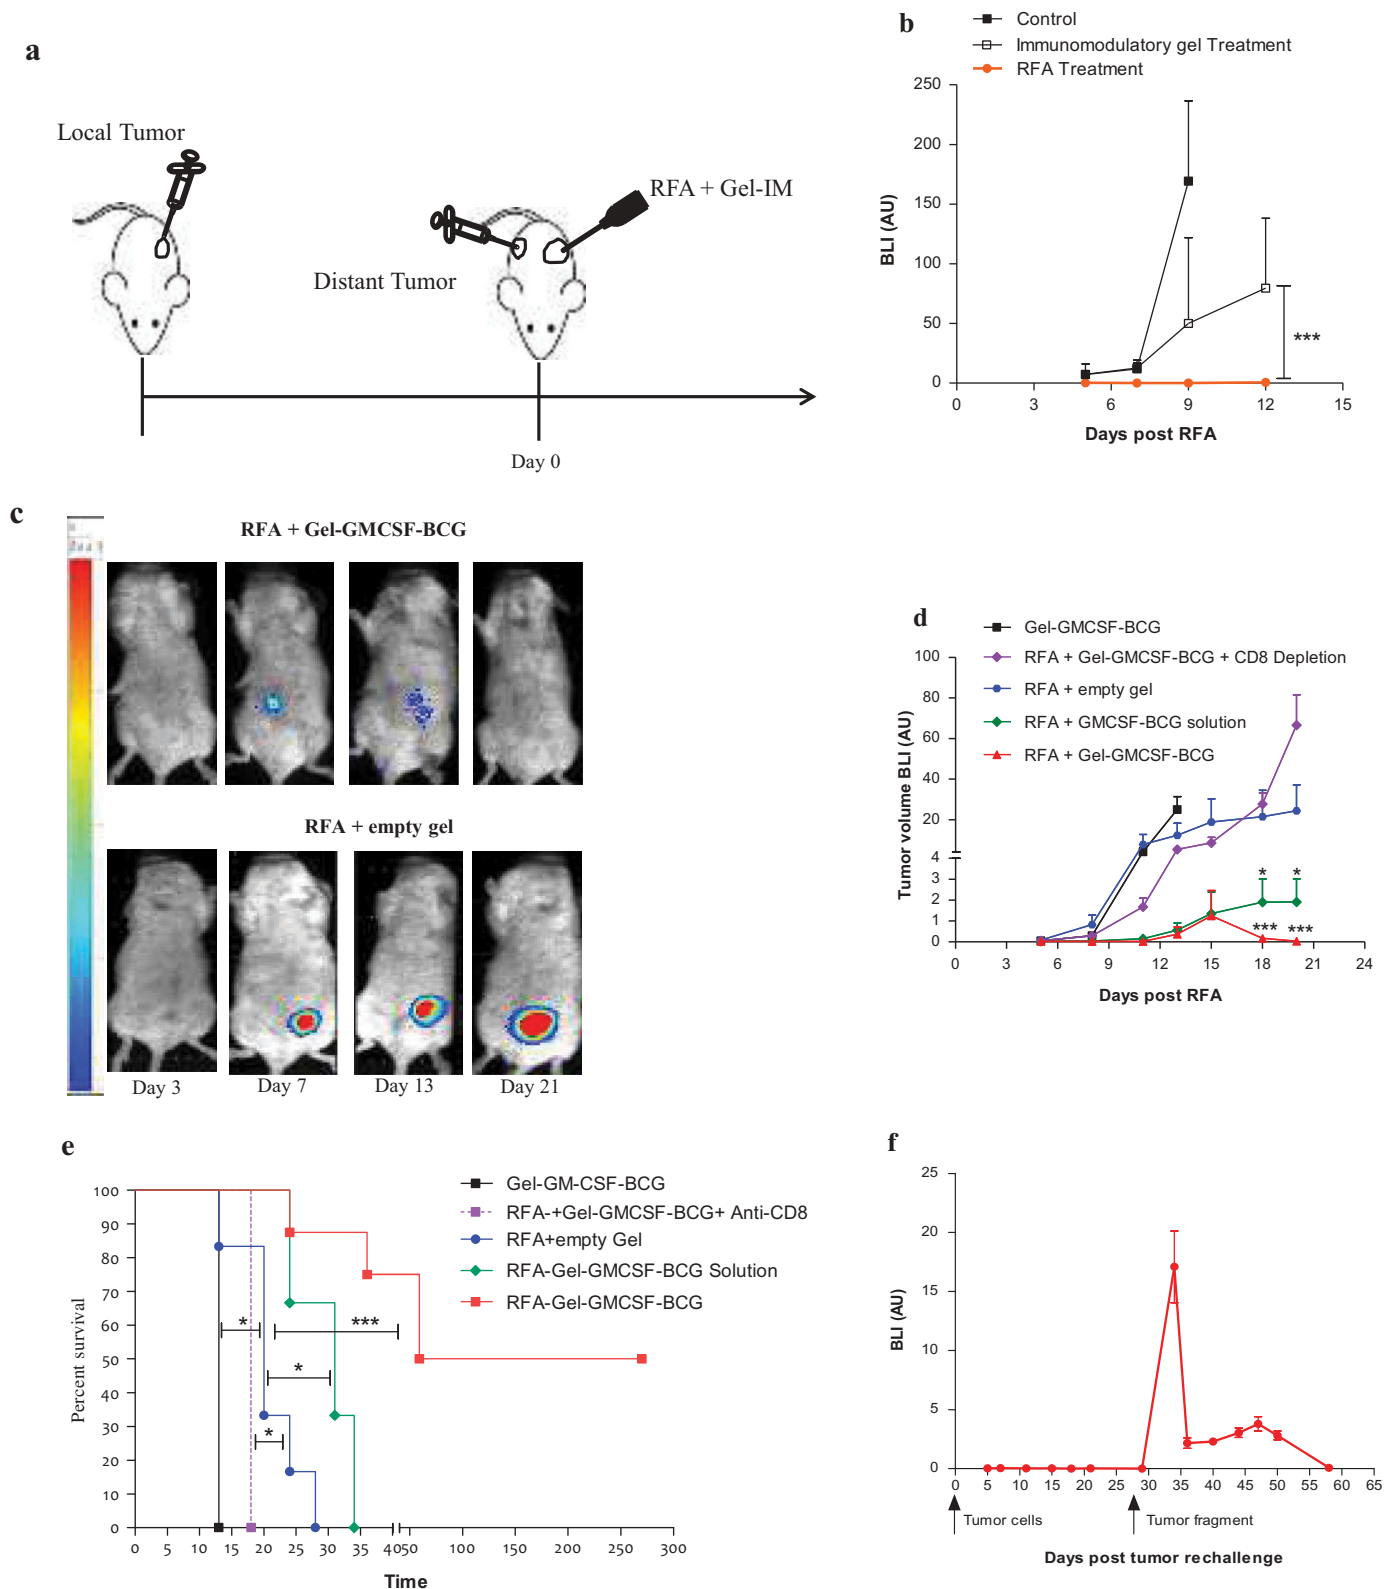 a
Local Tumor
RFA + Gel-IM
Distant Tumor
Day 0
b
Control
Immunomodulatory gel Treatment
RFA Treatment
250
200
150
100
50
0
BLI (AU)
***
0 3 6 9 12 15
Days post RFA
c
RFA + Gel-GMCSF-BCG
RFA + empty gel
Day 3 Day 7 Day 13 Day 21
d
Gel-GMCSF-BCG
RFA + Gel-GMCSF-BCG + CD8 Depletion
RFA + empty gel
RFA + GMCSF-BCG solution
RFA + Gel-GMCSF-BCG
100
80
60
40
20
4
3
2
1
0
Tumor volume BLI (AU)
* *
*** ***
0 3 6 9 12 15 18 21 24
Days post RFA
e
Gel-GM-CSF-BCG
RFA-+Gel-GMCSF-BCG+ Anti-CD8
RFA+empty Gel
RFA-Gel-GMCSF-BCG Solution
RFA-Gel-GMCSF-BCG
100
90
80
70
60
50
40
30
20
10
0
Percent survival
* ***
*
*
0 5 10 15 20 25 30 35 4050 100 150 200 250 300
Time
f
25
20
15
10
5
0
BLI (AU)
0 5 10 15 20 25 30 35 40 45 50 55 60 65
Tumor cells Tumor fragment
Days post tumor rechallenge